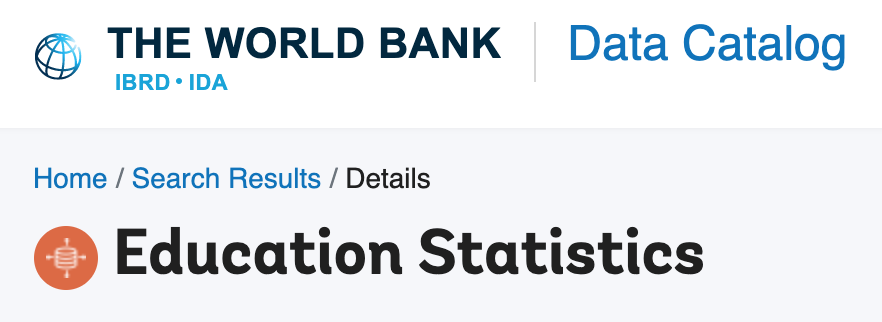 THE WORLD BANK
IBRD • IDA
Data Catalog
Home / Search Results / Details
Education Statistics